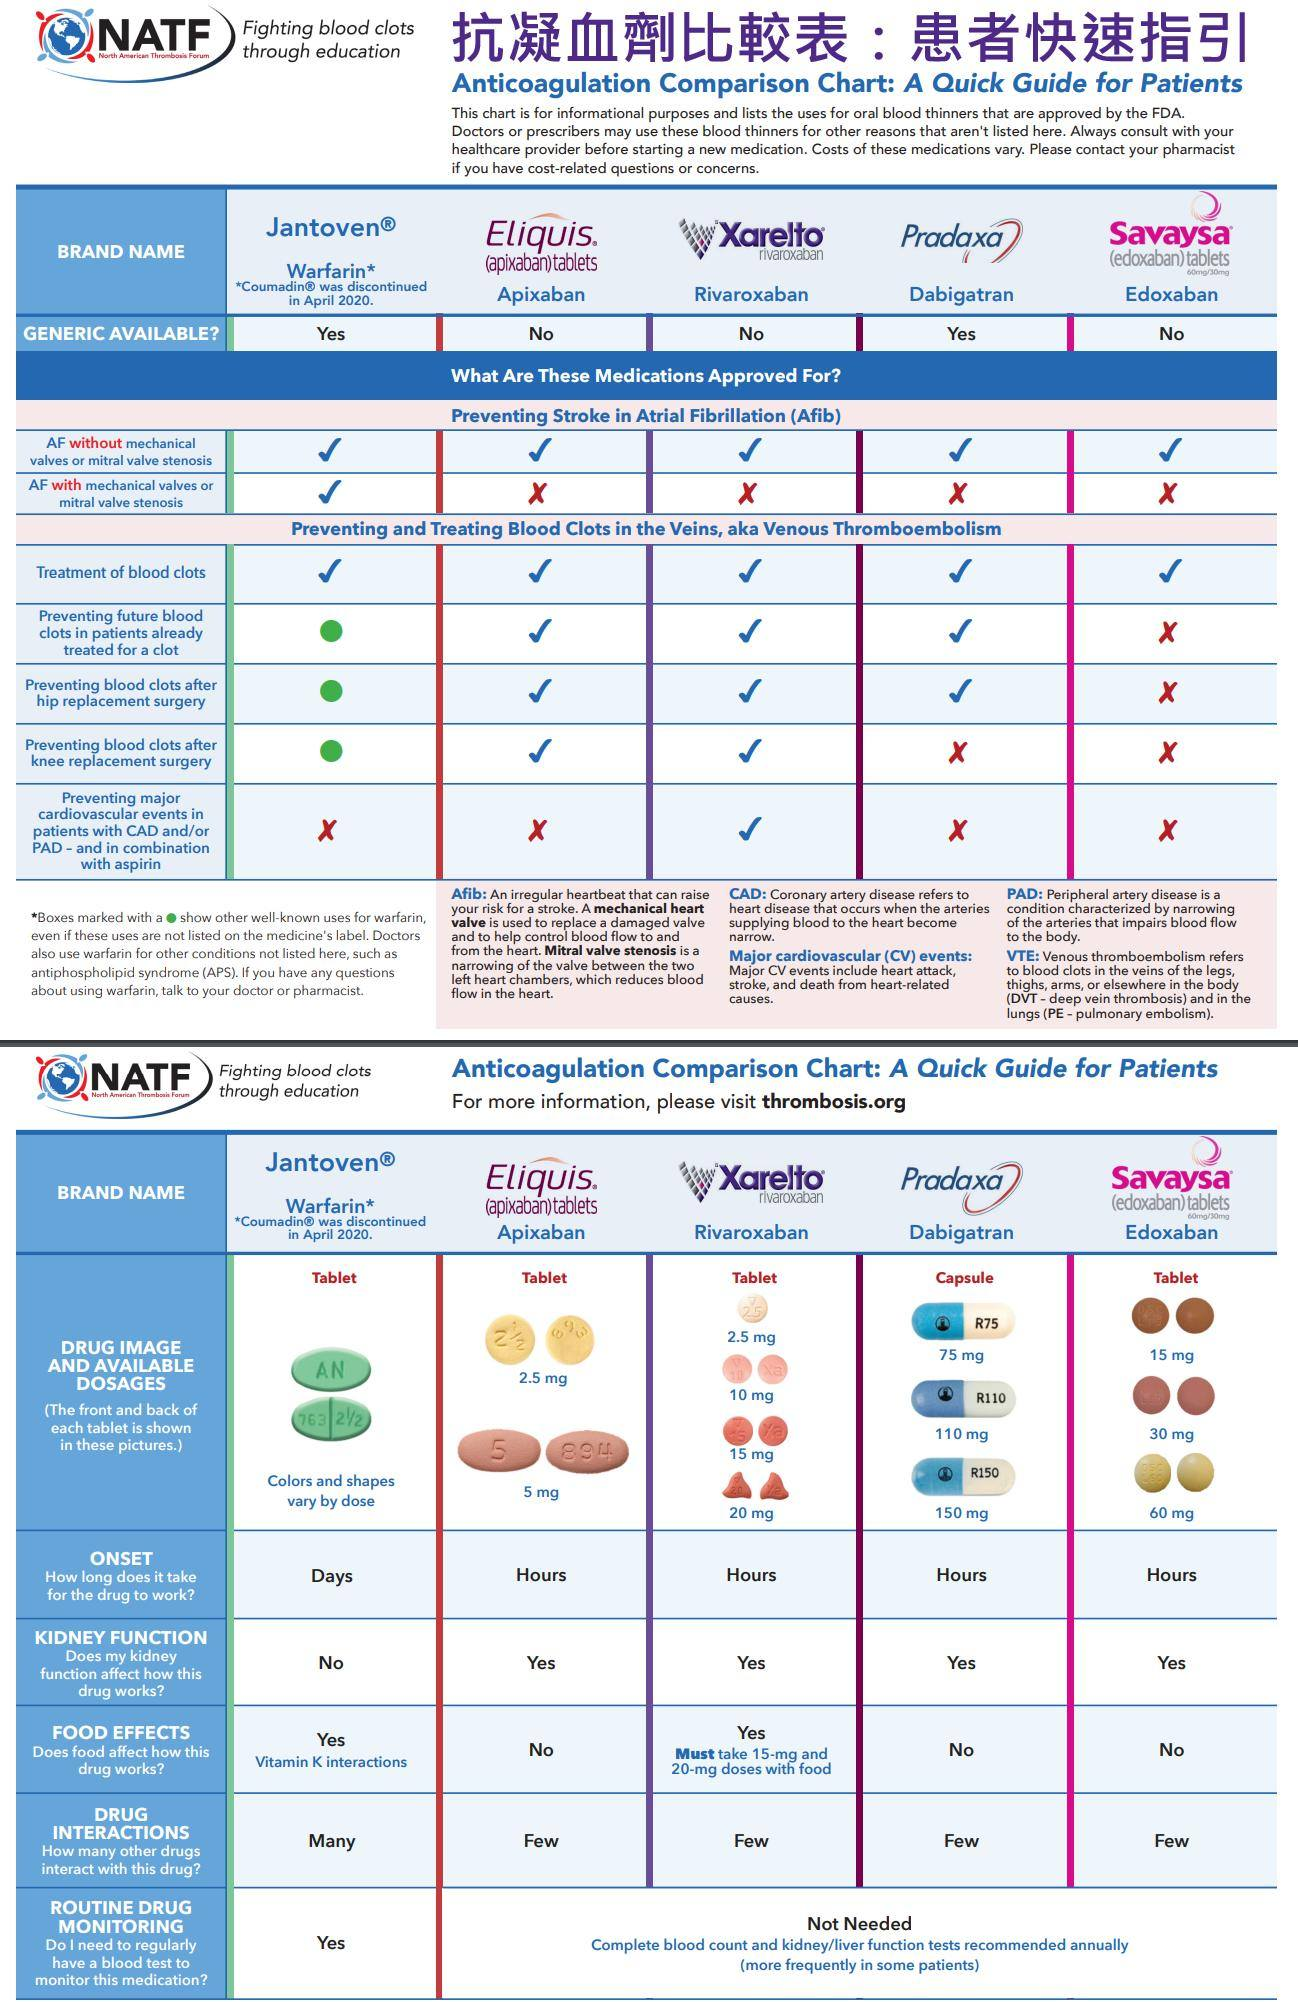 NATF
North American Thrombosis Forum
Fighting blood clots
through education
抗凝血劑比較表：患者快速指引
Anticoagulation Comparison Chart: A Quick Guide for Patients
This chart is for informational purposes and lists the uses for oral blood thinners that are approved by the FDA.
Doctors or prescribers may use these blood thinners for other reasons that aren't listed here. Always consult with your
healthcare provider before starting a new medication. Costs of these medications vary. Please contact your pharmacist
if you have cost-related questions or concerns.
BRAND NAME
Jantoven®
Warfarin*
*Coumadin® was discontinued
in April 2020.
Eliquis®
(apixaban) tablets
Apixaban
Xarelto®
rivaroxaban
Rivaroxaban
Pradaxa
Dabigatran
Savaysa®
(edoxaban) tablets
60mg/30mg
Edoxaban
GENERIC AVAILABLE? Yes No No Yes No
What Are These Medications Approved For?
Preventing Stroke in Atrial Fibrillation (Afib)
AF without mechanical
valves or mitral valve stenosis
✓ ✓ ✓ ✓ ✓
AF with mechanical valves or
mitral valve stenosis
✓ ✗ ✗ ✗ ✗
Preventing and Treating Blood Clots in the Veins, aka Venous Thromboembolism
Treatment of blood clots ✓ ✓ ✓ ✓ ✓
Preventing future blood
clots in patients already
treated for a clot
● ✓ ✓ ✓ ✗
Preventing blood clots after
hip replacement surgery
● ✓ ✓ ✓ ✗
Preventing blood clots after
knee replacement surgery
● ✓ ✓ ✗ ✗
Preventing major
cardiovascular events in
patients with CAD and/or
PAD – and in combination
with aspirin
✗ ✗ ✓ ✗ ✗
*Boxes marked with a ● show other well-known uses for warfarin,
even if these uses are not listed on the medicine's label. Doctors
also use warfarin for other conditions not listed here, such as
antiphospholipid syndrome (APS). If you have any questions
about using warfarin, talk to your doctor or pharmacist.
Afib: An irregular heartbeat that can raise
your risk for a stroke. A mechanical heart
valve is used to replace a damaged valve
and to help control blood flow to and
from the heart. Mitral valve stenosis is a
narrowing of the valve between the two
left heart chambers, which reduces blood
flow in the heart.
CAD: Coronary artery disease refers to
heart disease that occurs when the arteries
supplying blood to the heart become
narrow.
Major cardiovascular (CV) events:
Major CV events include heart attack,
stroke, and death from heart-related
causes.
PAD: Peripheral artery disease is a
condition characterized by narrowing
of the arteries that impairs blood flow
to the body.
VTE: Venous thromboembolism refers
to blood clots in the veins of the legs,
thighs, arms, or elsewhere in the body
(DVT – deep vein thrombosis) and in the
lungs (PE – pulmonary embolism).
NATF
North American Thrombosis Forum
Fighting blood clots
through education
Anticoagulation Comparison Chart: A Quick Guide for Patients
For more information, please visit thrombosis.org
BRAND NAME
Jantoven®
Warfarin*
*Coumadin® was discontinued
in April 2020.
Eliquis®
(apixaban) tablets
Apixaban
Xarelto®
rivaroxaban
Rivaroxaban
Pradaxa
Dabigatran
Savaysa®
(edoxaban) tablets
60mg/30mg
Edoxaban
DRUG IMAGE
AND AVAILABLE
DOSAGES
(The front and back of
each tablet is shown
in these pictures.)
Tablet
AN
763 2½
Colors and shapes
vary by dose
Tablet
2½ 893
2.5 mg
5 894
5 mg
Tablet
2.5
2.5 mg
10 Xa
10 mg
15 Xa
15 mg
20 Xa
20 mg
Capsule
R75
75 mg
R110
110 mg
R150
150 mg
Tablet
15 mg
30 mg
60 mg
ONSET
How long does it take
for the drug to work?
Days Hours Hours Hours Hours
KIDNEY FUNCTION
Does my kidney
function affect how this
drug works?
No Yes Yes Yes Yes
FOOD EFFECTS
Does food affect how this
drug works?
Yes
Vitamin K interactions
No
Yes
Must take 15-mg and
20-mg doses with food
No
No
DRUG
INTERACTIONS
How many other drugs
interact with this drug?
Many Few Few Few Few
ROUTINE DRUG
MONITORING
Do I need to regularly
have a blood test to
monitor this medication?
Yes
Not Needed
Complete blood count and kidney/liver function tests recommended annually
(more frequently in some patients)